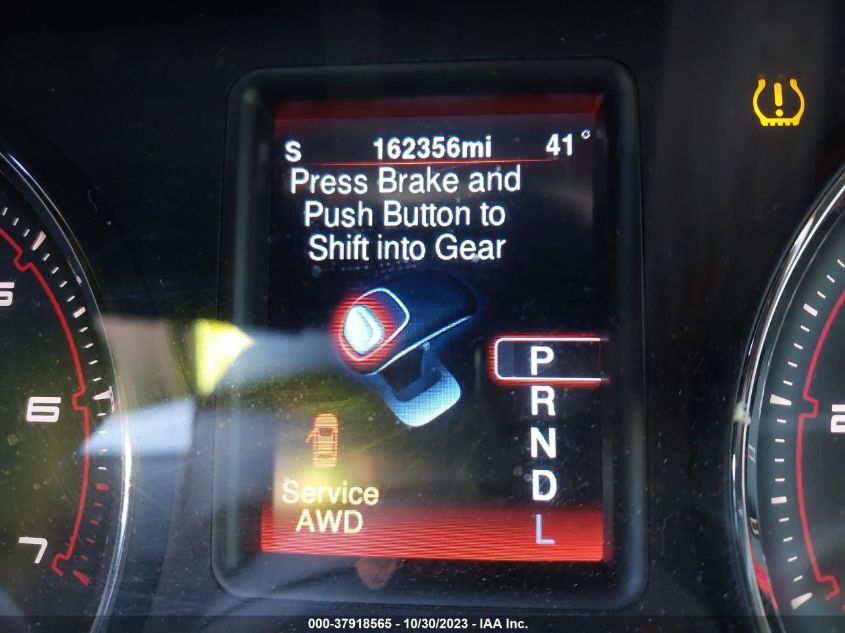 S 162356mi 41°
Press Brake and
Push Button to
Shift into Gear
P
R
N
D
L
Service
AWD
5
6
7
000-37918565 - 10/30/2023 - IAA Inc.